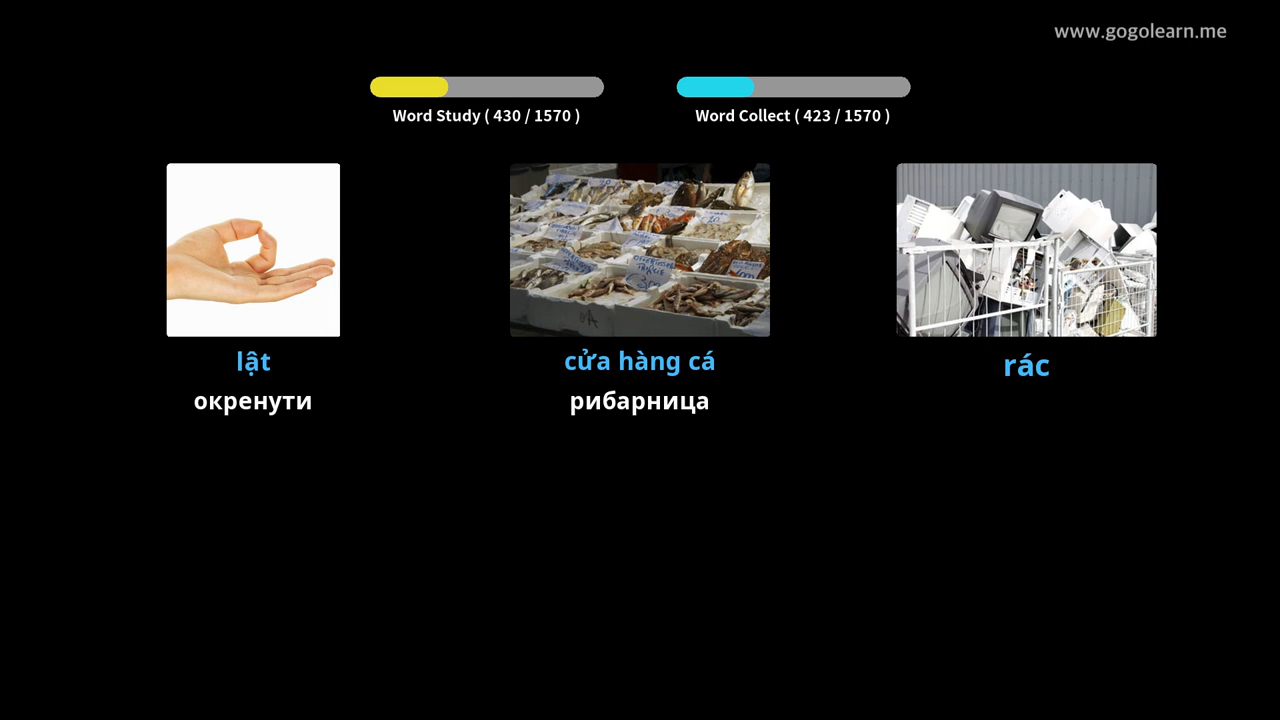 www.gogolearn.me
Word Study ( 430 / 1570 )
Word Collect ( 423 / 1570 )
lật
cửa hàng cá
rác
окренути
рибарница